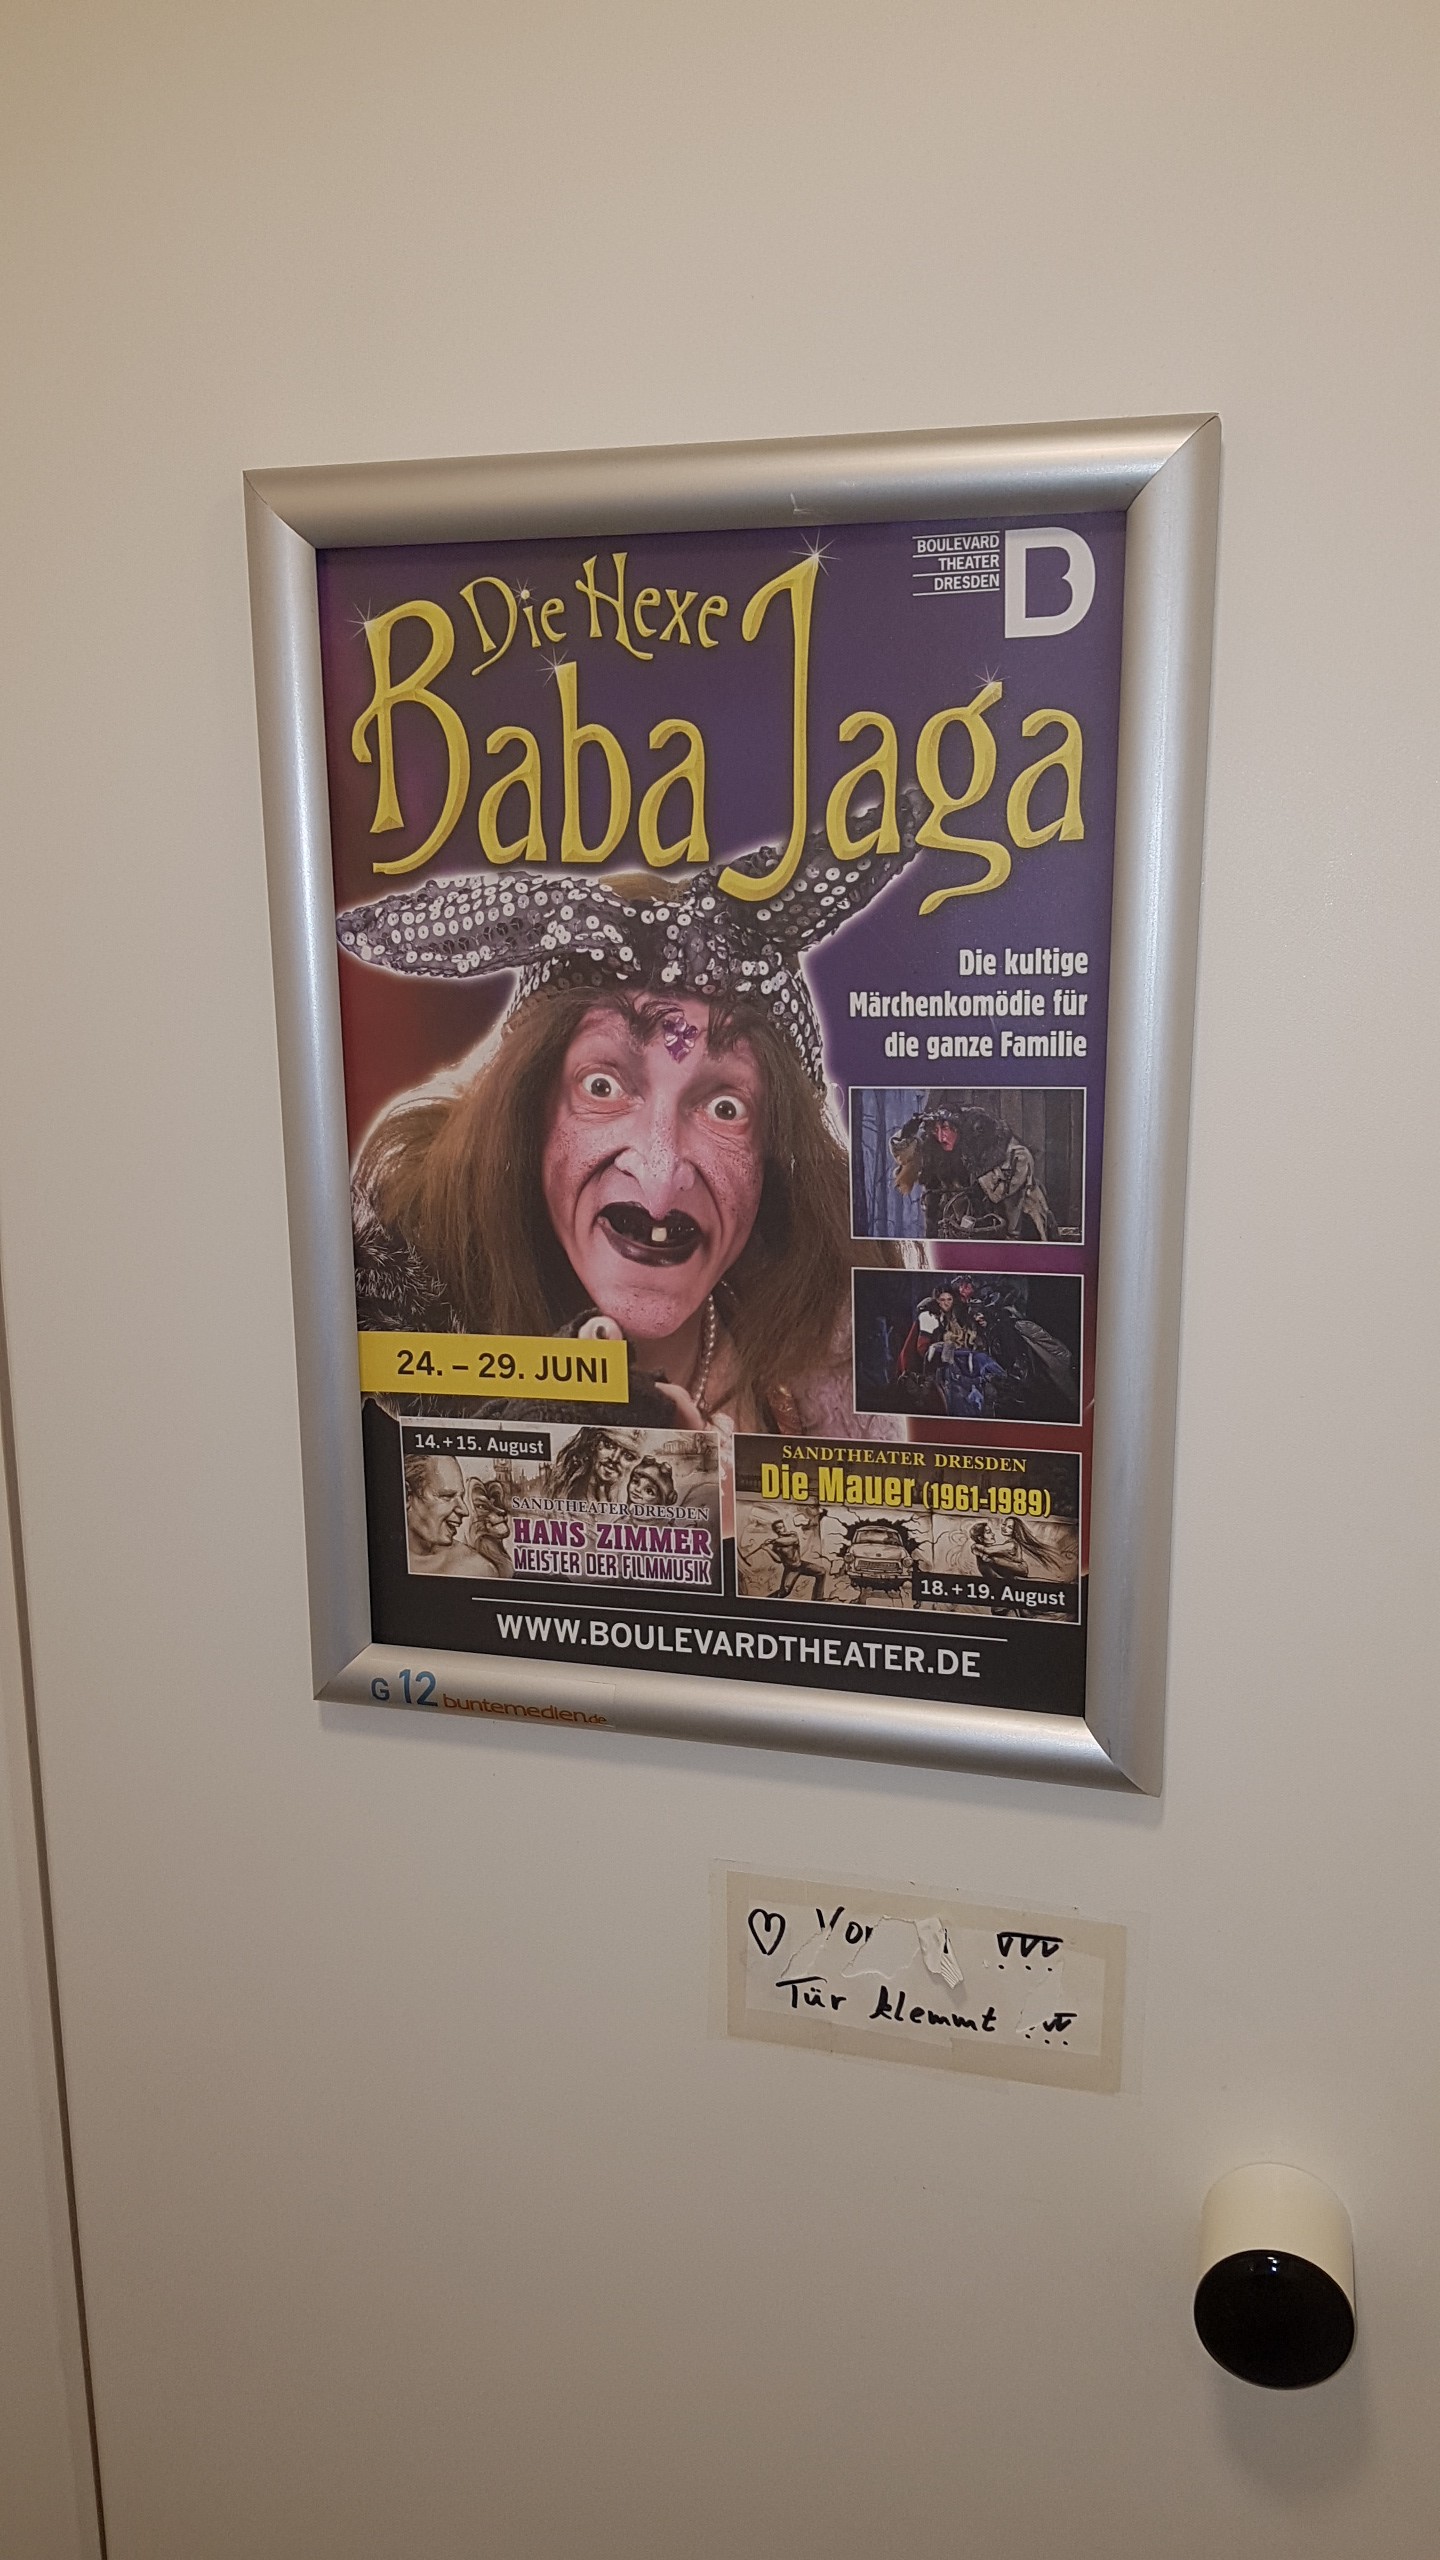 BOULEVARD
THEATER
DRESDEN
Die Hexe
Baba Jaga
Die kultige
Märchenkomödie für
die ganze Familie
24. – 29. JUNI
14.+15. August
SANDTHEATER DRESDEN
HANS ZIMMER
MEISTER DER FILMMUSIK
SANDTHEATER DRESDEN
Die Mauer (1961-1989)
18.+19. August
WWW.BOULEVARDTHEATER.DE
G 12 buntemedien.de
Tür klemmt !!!